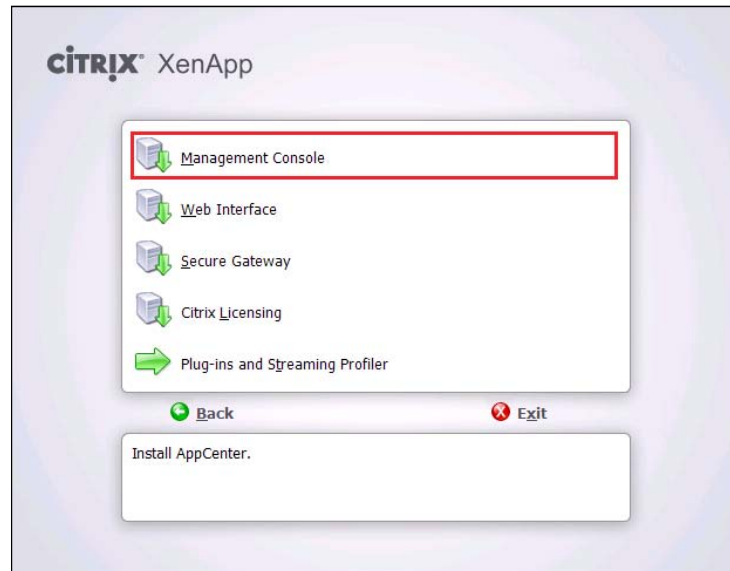 CITRIX® XenApp
Management Console
Web Interface
Secure Gateway
Citrix Licensing
Plug-ins and Streaming Profiler
Back Exit
Install AppCenter.